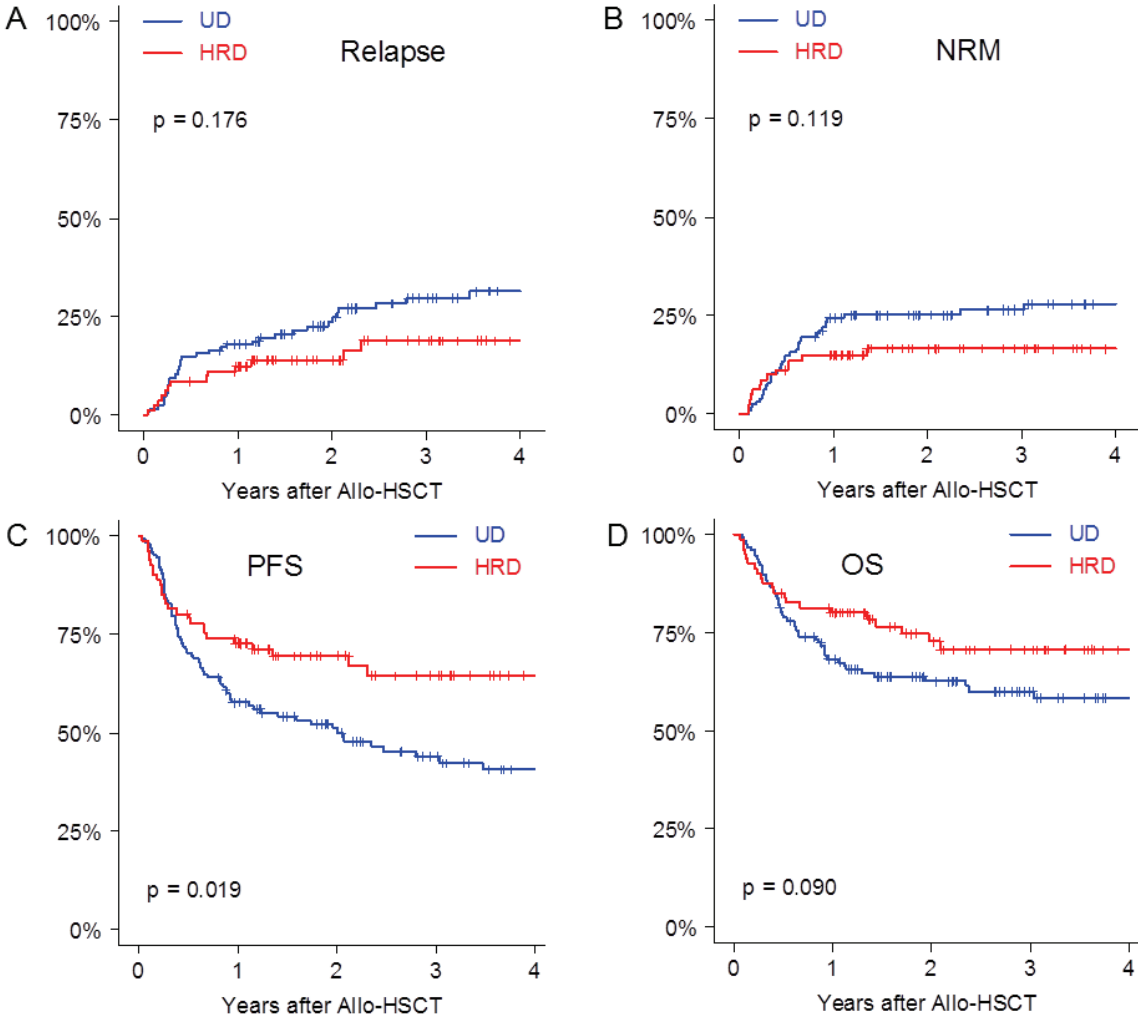 A
UD
HRD
Relapse
p = 0.176
100%
75%
50%
25%
0%
0 1 2 3 4
Years after Allo-HSCT
B
UD
HRD
NRM
p = 0.119
100%
75%
50%
25%
0%
0 1 2 3 4
Years after Allo-HSCT
C
UD
HRD
PFS
p = 0.019
100%
75%
50%
25%
0%
0 1 2 3 4
Years after Allo-HSCT
D
UD
HRD
OS
p = 0.090
100%
75%
50%
25%
0%
0 1 2 3 4
Years after Allo-HSCT